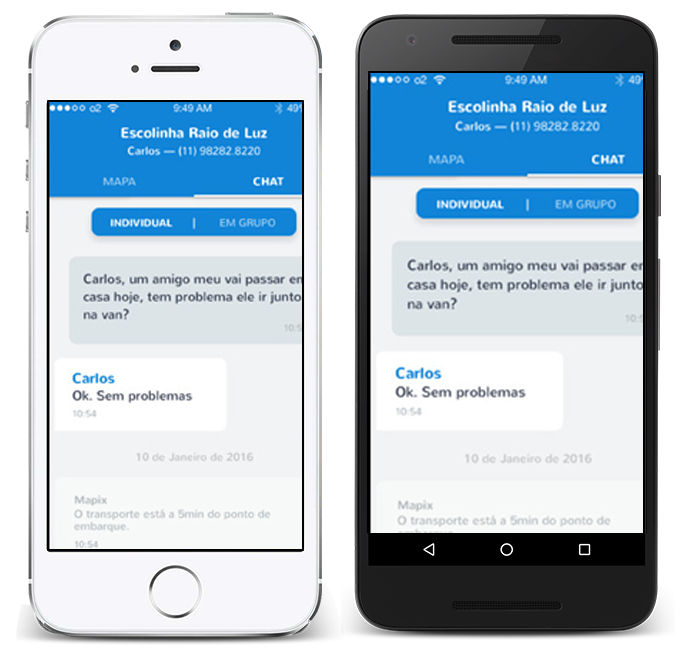 o2 9:49 AM 49
Escolinha Raio de Luz
Carlos — (11) 98282.8220
MAPA CHAT
INDIVIDUAL | EM GRUPO
Carlos, um amigo meu vai passar em
casa hoje, tem problema ele ir junto
na van?
10:5
Carlos
Ok. Sem problemas
10:54
10 de Janeiro de 2016
Mapix
O transporte está a 5min do ponto de
embarque.
10:54
o2 9:49 AM 49
Escolinha Raio de Luz
Carlos — (11) 98282.8220
MAPA CHAT
INDIVIDUAL | EM GRUPO
Carlos, um amigo meu vai passar er
casa hoje, tem problema ele ir junto
na van?
10:
Carlos
Ok. Sem problemas
10:54
10 de Janeiro de 2016
Mapix
O transporte está a 5min do ponto de